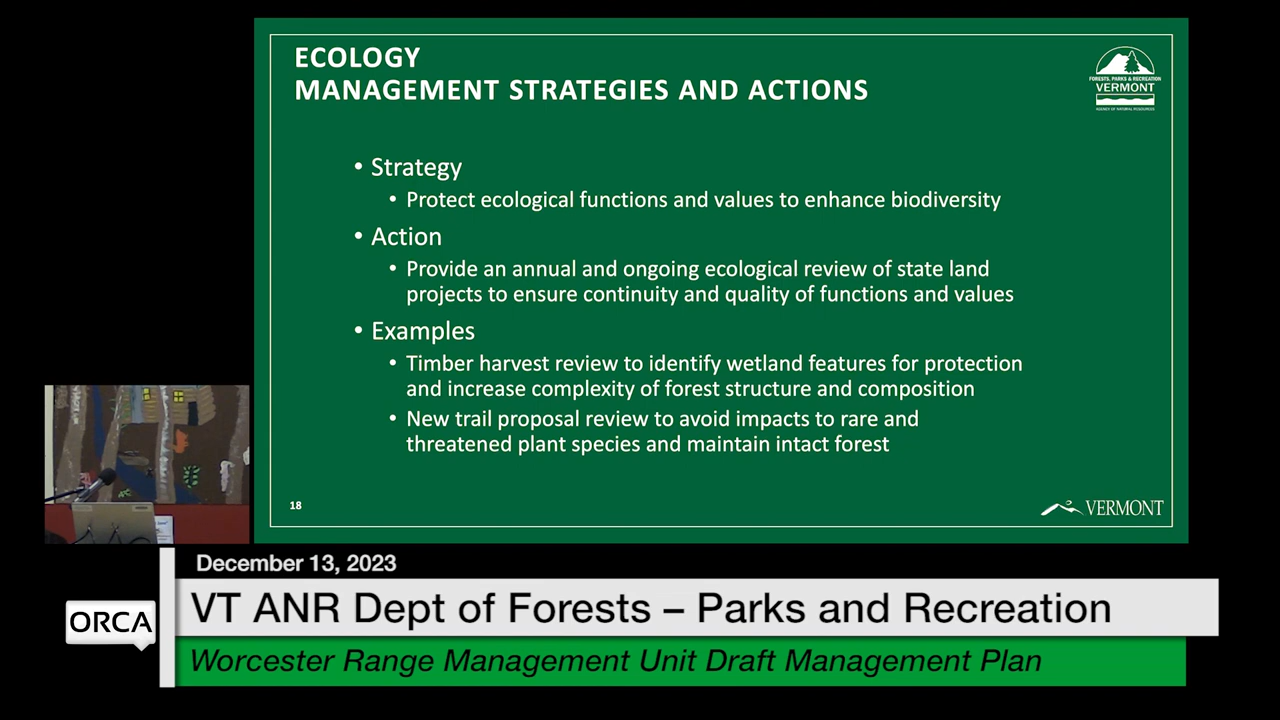 ECOLOGY
MANAGEMENT STRATEGIES AND ACTIONS
FORESTS, PARKS & RECREATION
VERMONT
AGENCY OF NATURAL RESOURCES
• Strategy
• Protect ecological functions and values to enhance biodiversity
• Action
• Provide an annual and ongoing ecological review of state land
projects to ensure continuity and quality of functions and values
• Examples
• Timber harvest review to identify wetland features for protection
and increase complexity of forest structure and composition
• New trail proposal review to avoid impacts to rare and
threatened plant species and maintain intact forest
18
VERMONT
December 13, 2023
ORCA
VT ANR Dept of Forests – Parks and Recreation
Worcester Range Management Unit Draft Management Plan